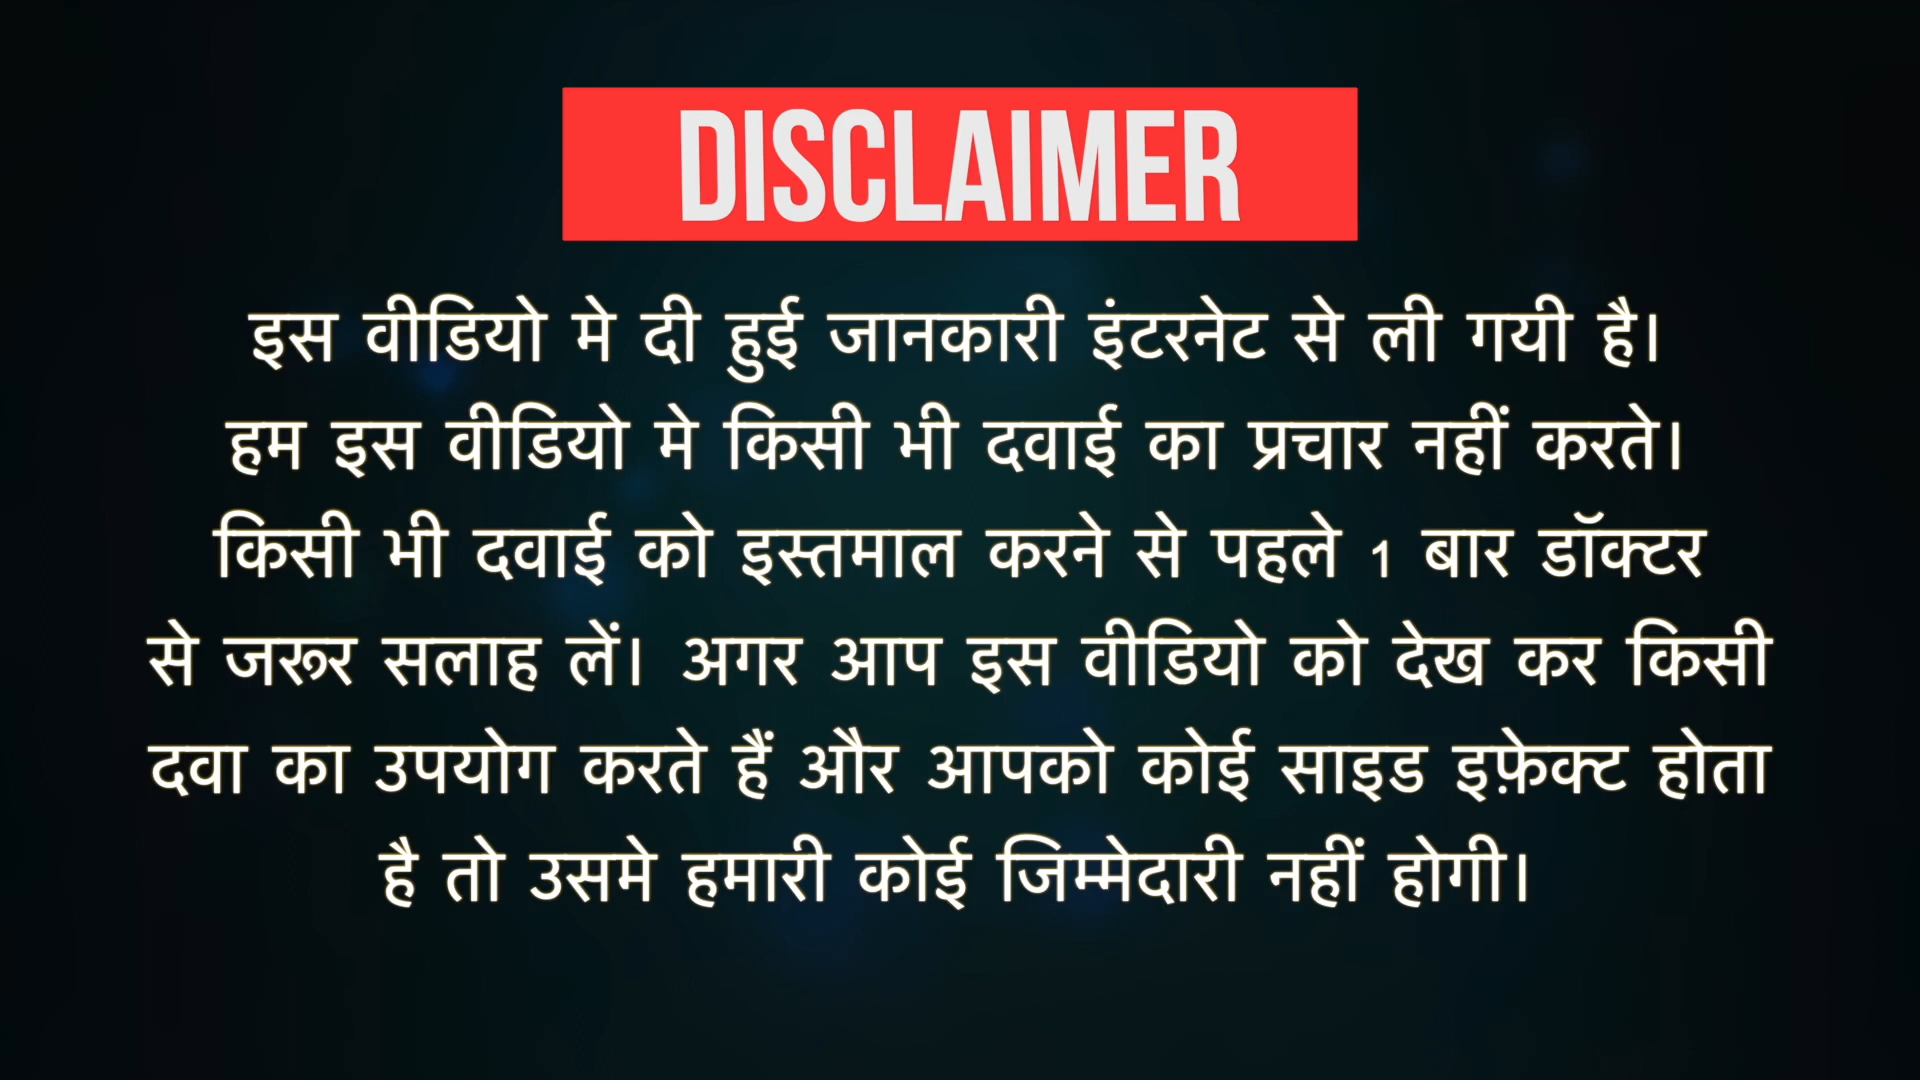 DISCLAIMER
इस वीडियो मे दी हुई जानकारी इंटरनेट से ली गयी है।
हम इस वीडियो मे किसी भी दवाई का प्रचार नहीं करते।
किसी भी दवाई को इस्तमाल करने से पहले 1 बार डॉक्टर
से जरूर सलाह लें। अगर आप इस वीडियो को देख कर किसी
दवा का उपयोग करते हैं और आपको कोई साइड इफ़ेक्ट होता
है तो उसमे हमारी कोई जिम्मेदारी नहीं होगी।